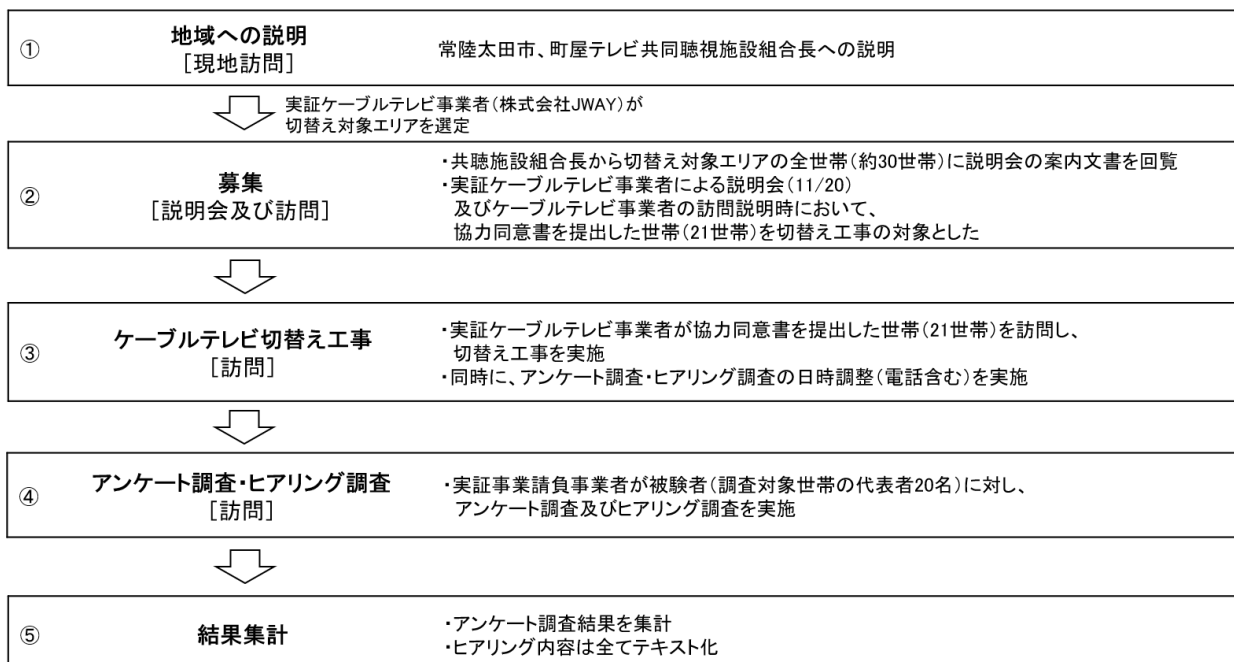 ①
地域への説明
[現地訪問]
常陸太田市、町屋テレビ共同聴視施設組合長への説明
実証ケーブルテレビ事業者(株式会社JWAY)が
切替え対象エリアを選定
②
募集
[説明会及び訪問]
・共聴施設組合長から切替え対象エリアの全世帯(約30世帯)に説明会の案内文書を回覧
・実証ケーブルテレビ事業者による説明会(11/20)
及びケーブルテレビ事業者の訪問説明時において、
協力同意書を提出した世帯(21世帯)を切替え工事の対象とした
③
ケーブルテレビ切替え工事
[訪問]
・実証ケーブルテレビ事業者が協力同意書を提出した世帯(21世帯)を訪問し、
切替え工事を実施
・同時に、アンケート調査・ヒアリング調査の日時調整(電話含む)を実施
④
アンケート調査・ヒアリング調査
[訪問]
・実証事業請負事業者が被験者(調査対象世帯の代表者20名)に対し、
アンケート調査及びヒアリング調査を実施
⑤
結果集計
・アンケート調査結果を集計
・ヒアリング内容は全てテキスト化